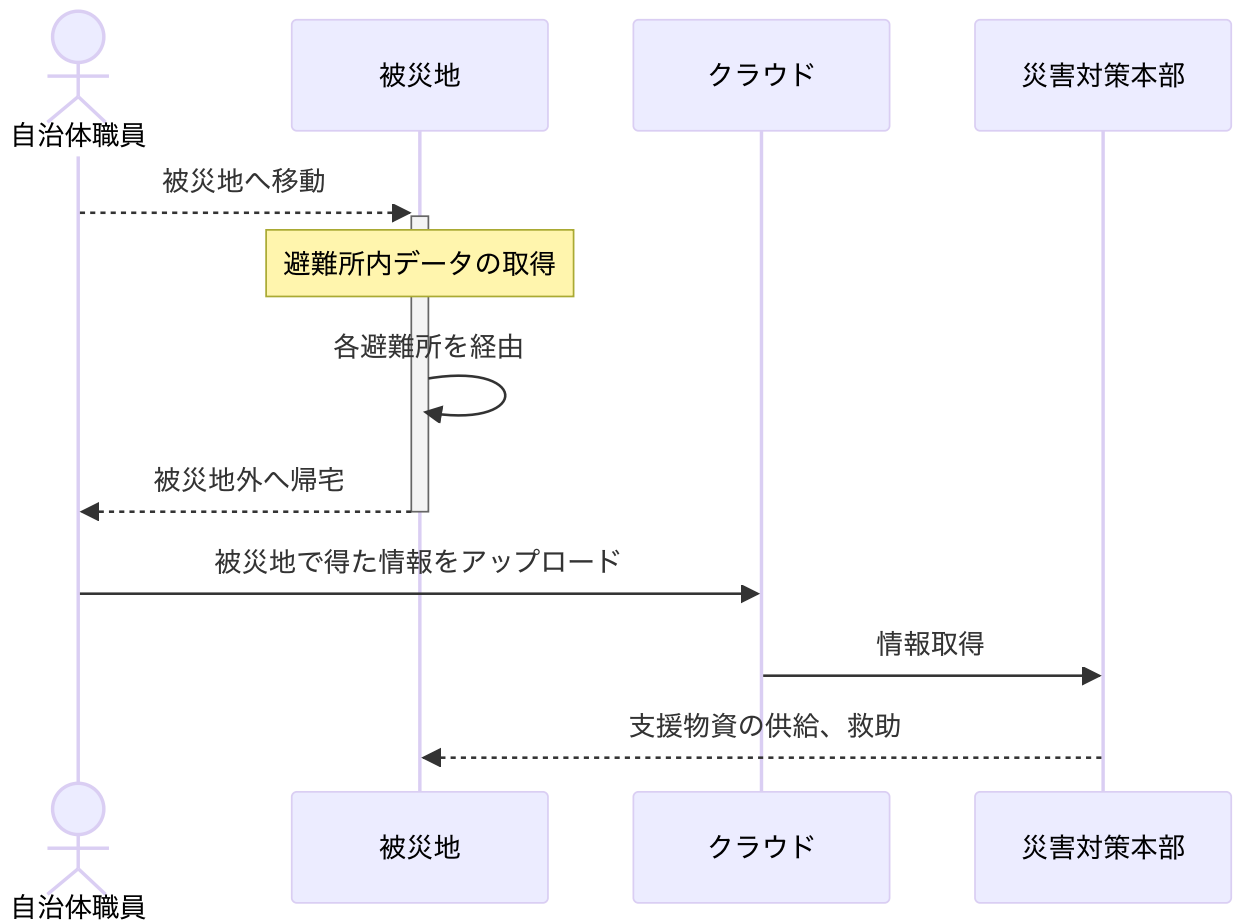 自治体職員
被災地
クラウド
災害対策本部
被災地へ移動
避難所内データの取得
各避難所を経由
被災地外へ帰宅
被災地で得た情報をアップロード
情報取得
支援物資の供給、救助
自治体職員
被災地
クラウド
災害対策本部